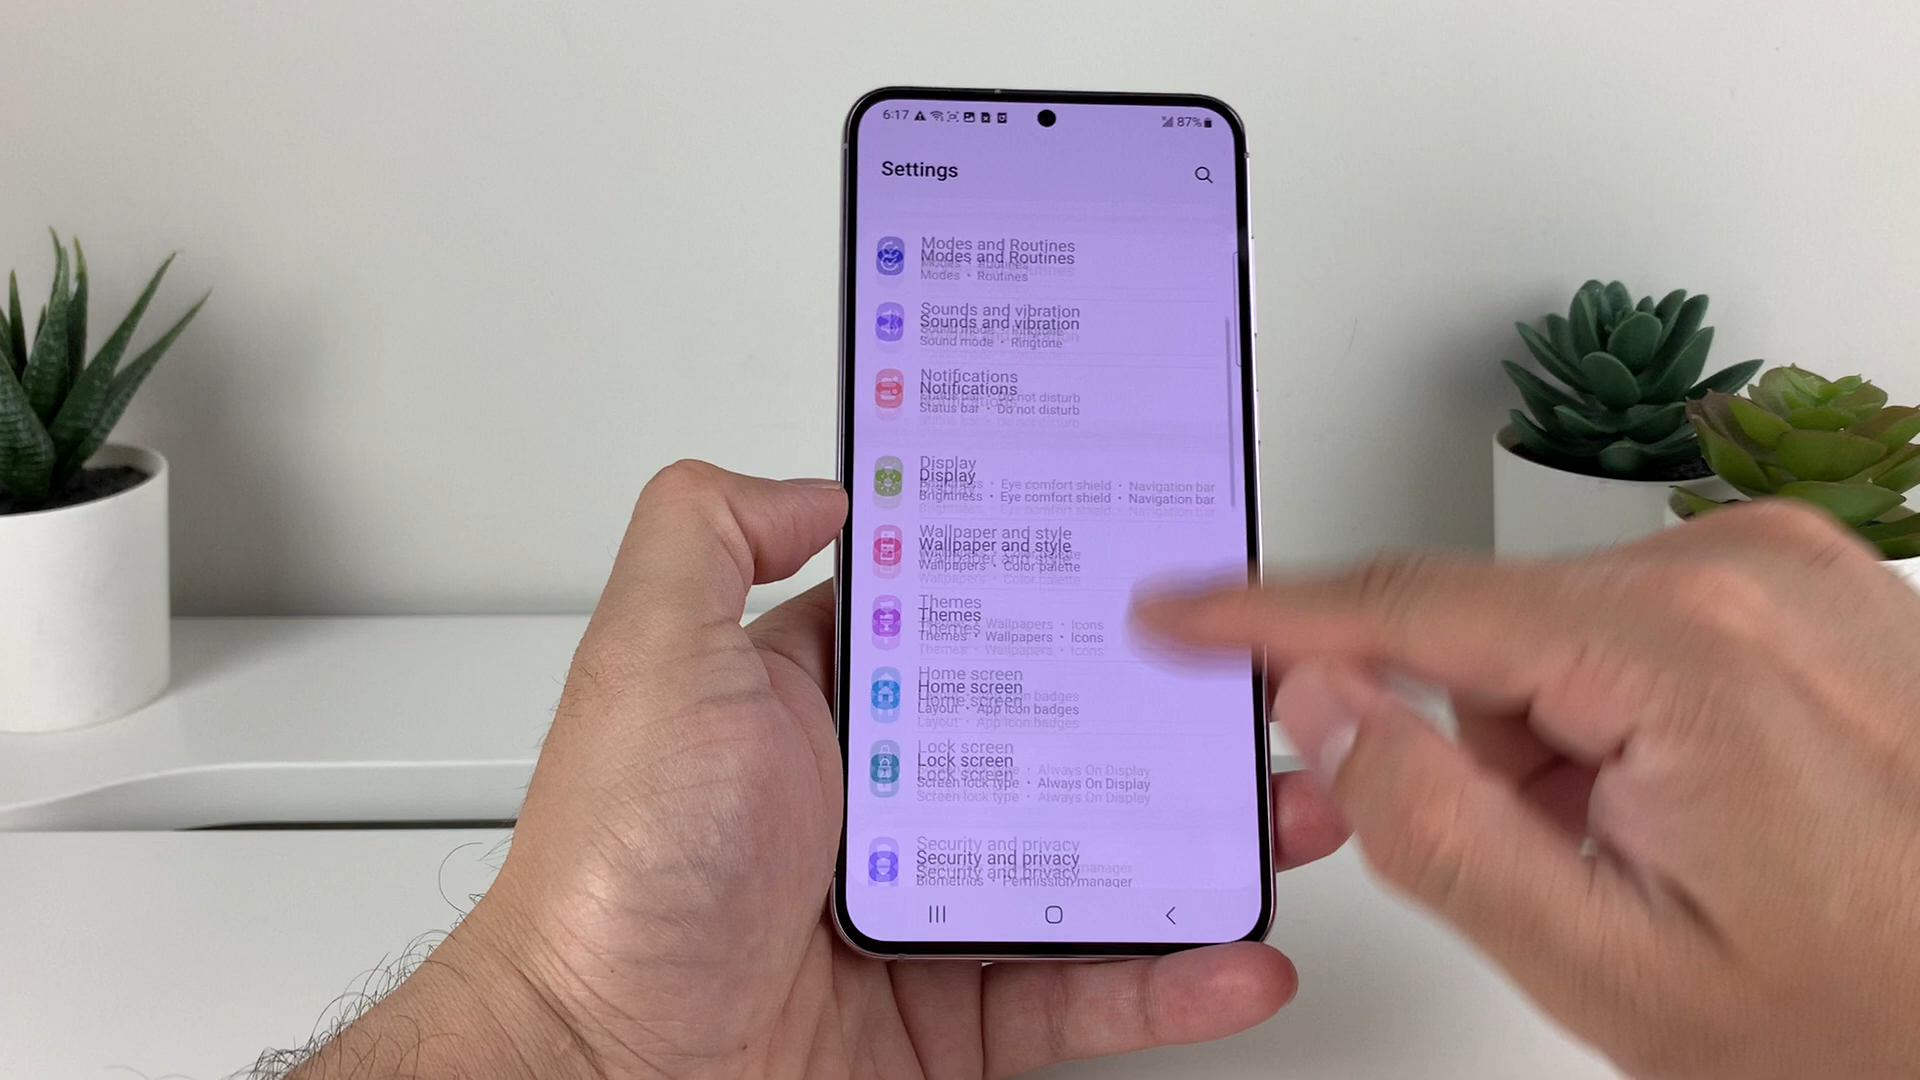 6:17
87%
Settings
Modes and Routines
Modes • Routines
Sounds and vibration
Sound mode • Ringtone
Notifications
Status bar • Do not disturb
Display
Brightness • Eye comfort shield • Navigation bar
Wallpaper and style
Wallpapers • Color palette
Themes
Themes • Wallpapers • Icons
Home screen
Layout • App icon badges
Lock screen
Screen lock type • Always On Display
Security and privacy
Biometrics • Permission manager